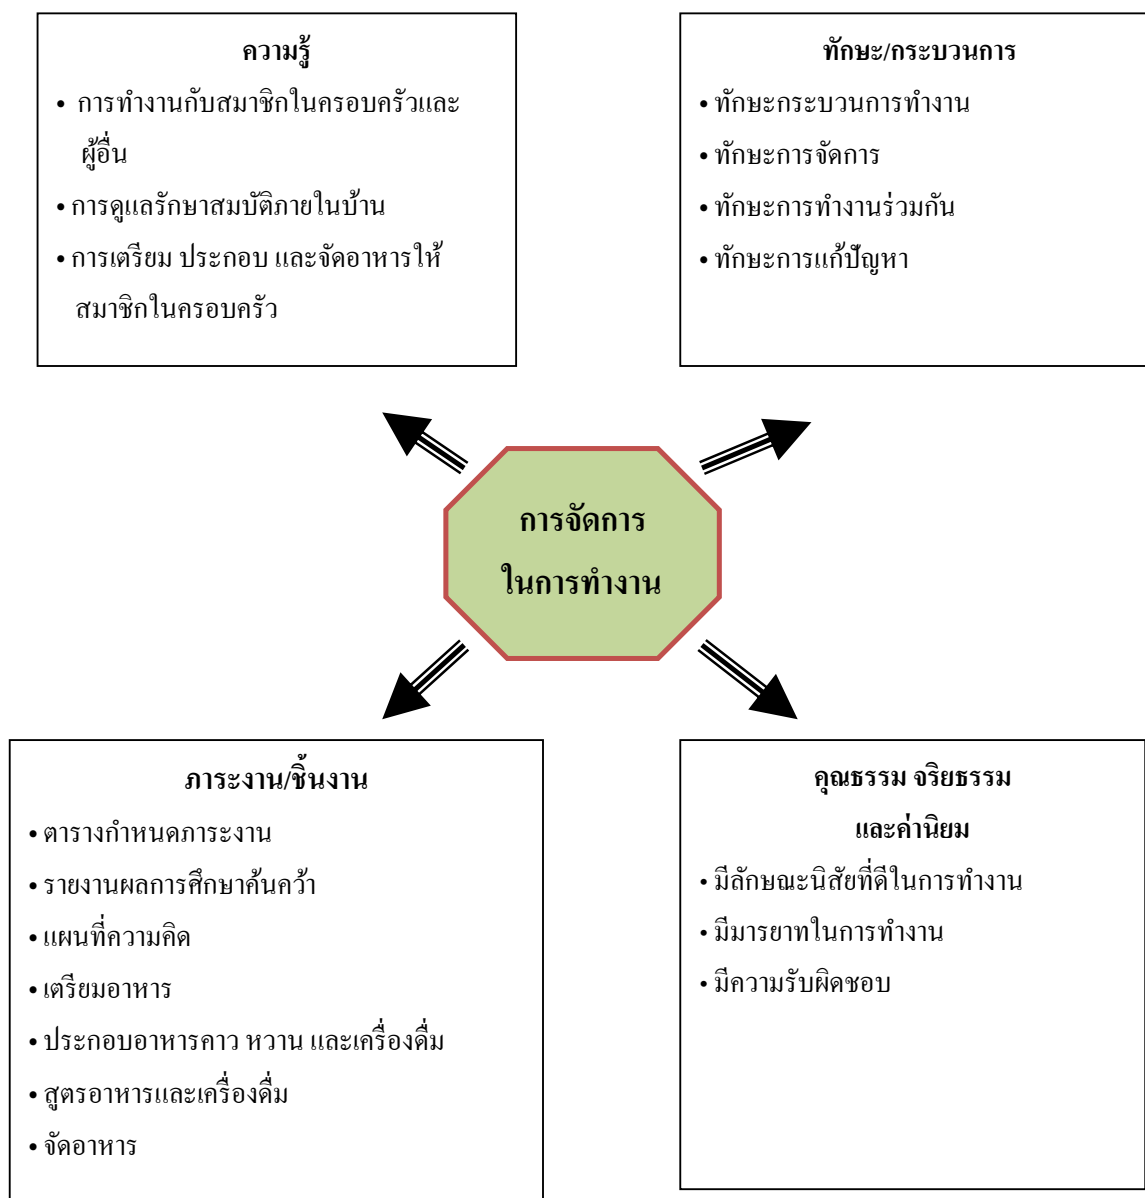 ความรู้
• การทำงานกับสมาชิกในครอบครัวและ
ผู้อื่น
• การดูแลรักษาสมบัติภายในบ้าน
• การเตรียม ประกอบ และจัดอาหารให้
สมาชิกในครอบครัว
ทักษะ/กระบวนการ
• ทักษะกระบวนการทำงาน
• ทักษะการจัดการ
• ทักษะการทำงานร่วมกัน
• ทักษะการแก้ปัญหา
การจัดการ
ในการทำงาน
ภาระงาน/ชิ้นงาน
• ตารางกำหนดภาระงาน
• รายงานผลการศึกษาค้นคว้า
• แผนที่ความคิด
• เตรียมอาหาร
• ประกอบอาหารคาว หวาน และเครื่องดื่ม
• สูตรอาหารและเครื่องดื่ม
• จัดอาหาร
คุณธรรม จริยธรรม
และค่านิยม
• มีลักษณะนิสัยที่ดีในการทำงาน
• มีมารยาทในการทำงาน
• มีความรับผิดชอบ